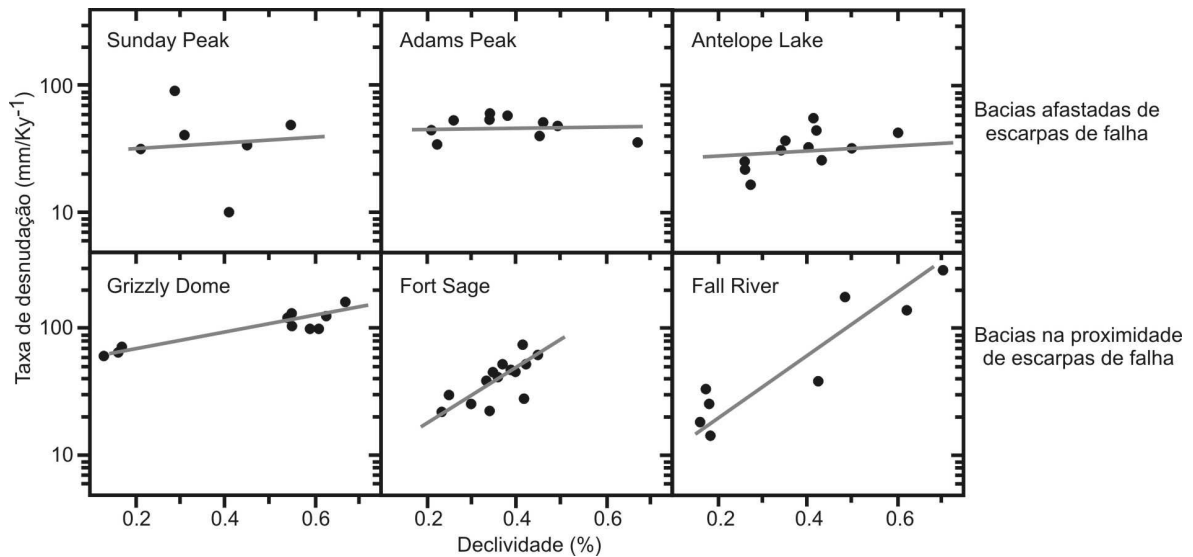 Sunday Peak
Adams Peak
Antelope Lake
100
10
Bacias afastadas de
escarpas de falha
Taxa de desnudação (mm/Ky-1)
Grizzly Dome
Fort Sage
Fall River
100
10
Bacias na proximidade
de escarpas de falha
0.2 0.4 0.6 0.2 0.4 0.6 0.2 0.4 0.6
Declividade (%)